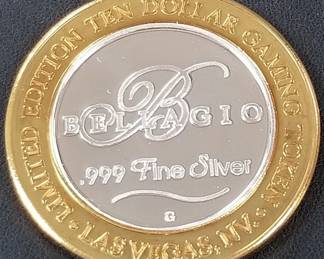 LIMITED EDITION TEN DOLLAR GAMING TOKEN
B
BELLAGIO
.999 Fine Silver
G
• LAS VEGAS, NV. •